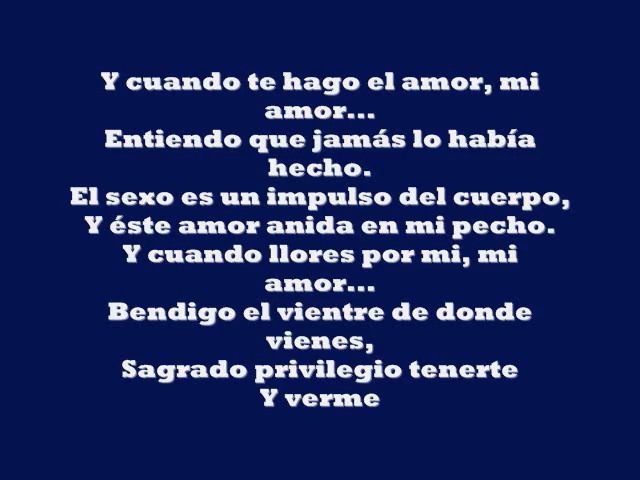 Y cuando te hago el amor, mi
amor...
Entiendo que jamás lo había
hecho.
El sexo es un impulso del cuerpo,
Y éste amor anida en mi pecho.
Y cuando llores por mi, mi
amor...
Bendigo el vientre de donde
vienes,
Sagrado privilegio tenerte
Y verme